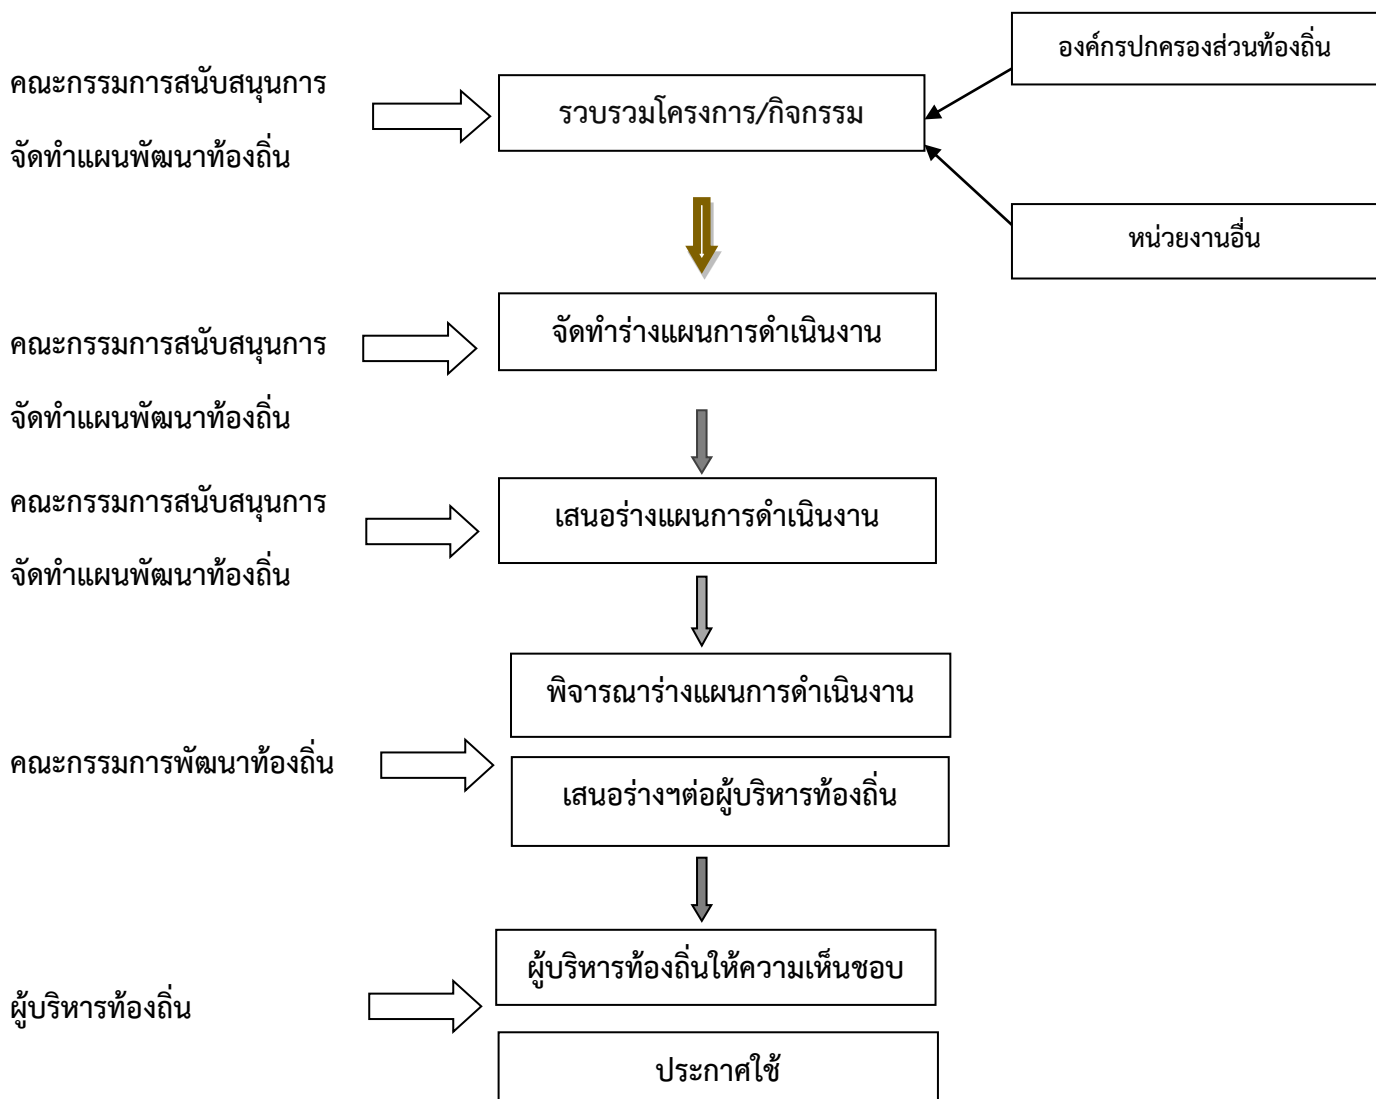 องค์กรปกครองส่วนท้องถิ่น
คณะกรรมการสนับสนุนการ
รวบรวมโครงการ/กิจกรรม
จัดทำแผนพัฒนาท้องถิ่น
หน่วยงานอื่น
จัดทำร่างแผนการดำเนินงาน
คณะกรรมการสนับสนุนการ
จัดทำแผนพัฒนาท้องถิ่น
คณะกรรมการสนับสนุนการ
เสนอร่างแผนการดำเนินงาน
จัดทำแผนพัฒนาท้องถิ่น
พิจารณาร่างแผนการดำเนินงาน
คณะกรรมการพัฒนาท้องถิ่น
เสนอร่างฯต่อผู้บริหารท้องถิ่น
ผู้บริหารท้องถิ่นให้ความเห็นชอบ
ผู้บริหารท้องถิ่น
ประกาศใช้